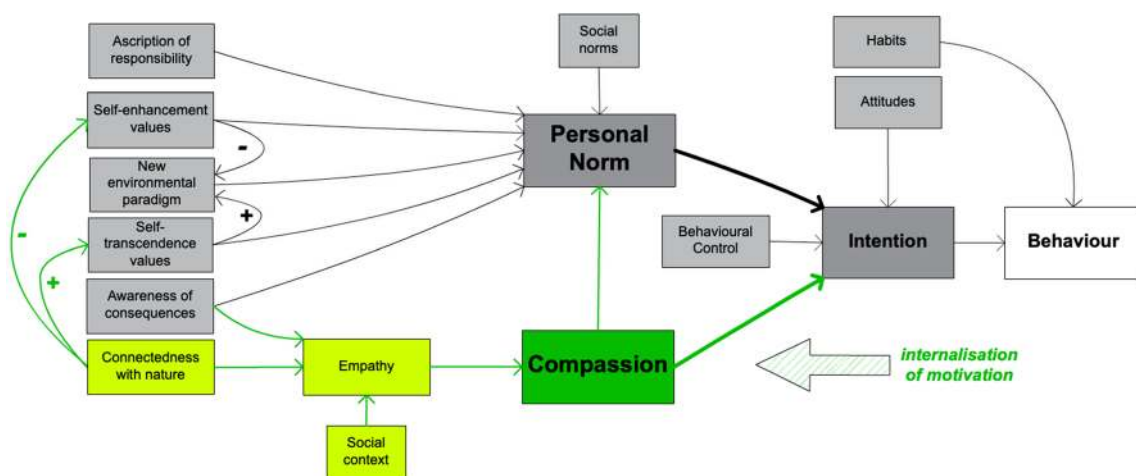 Ascription of
responsibility
Social
norms
Habits
Self-enhancement
values
Attitudes
-
Personal
Norm
New
environmental
paradigm
+
Self-
transcendence
values
-
+
Behavioural
Control
Intention
Behaviour
Awareness of
consequences
Connectedness
with nature
Empathy
Compassion
internalisation
of motivation
Social
context